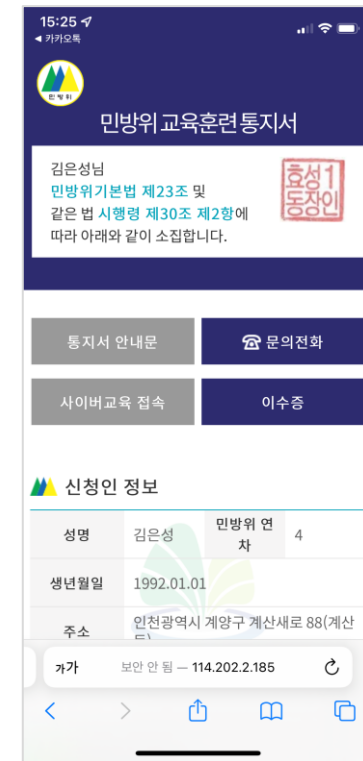 15:25
◀ 카카오톡
민방위
민방위 교육훈련 통지서
김은성님
민방위기본법 제23조 및
같은 법 시행령 제30조 제2항에
따라 아래와 같이 소집합니다.
효성1
동장인
통지서 안내문
☎ 문의전화
사이버교육 접속
이수증
신청인 정보
성명 김은성 민방위 연차 4
생년월일 1992.01.01
주소 인천광역시 계양구 계산새로 88(계산
가가 보안 안 됨 — 114.202.2.185